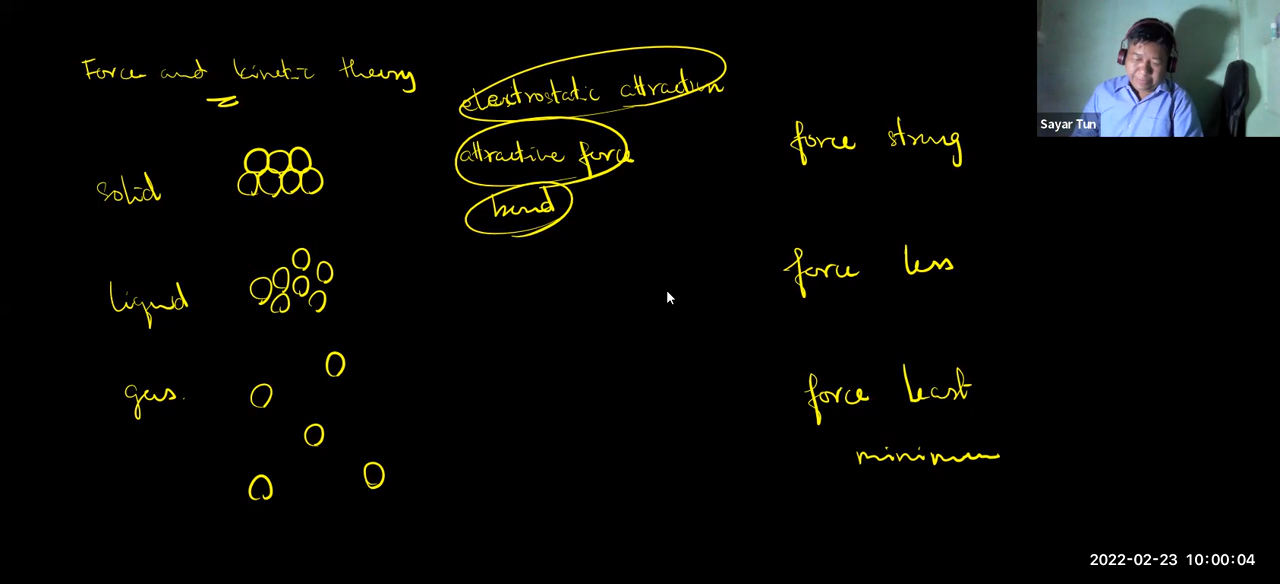 Force and kinetic theory
electrostatic attraction
attractive force
bond
solid
liquid
gas.
force strong
force less
force least
minimum
Sayar Tun
2022-02-23 10:00:04